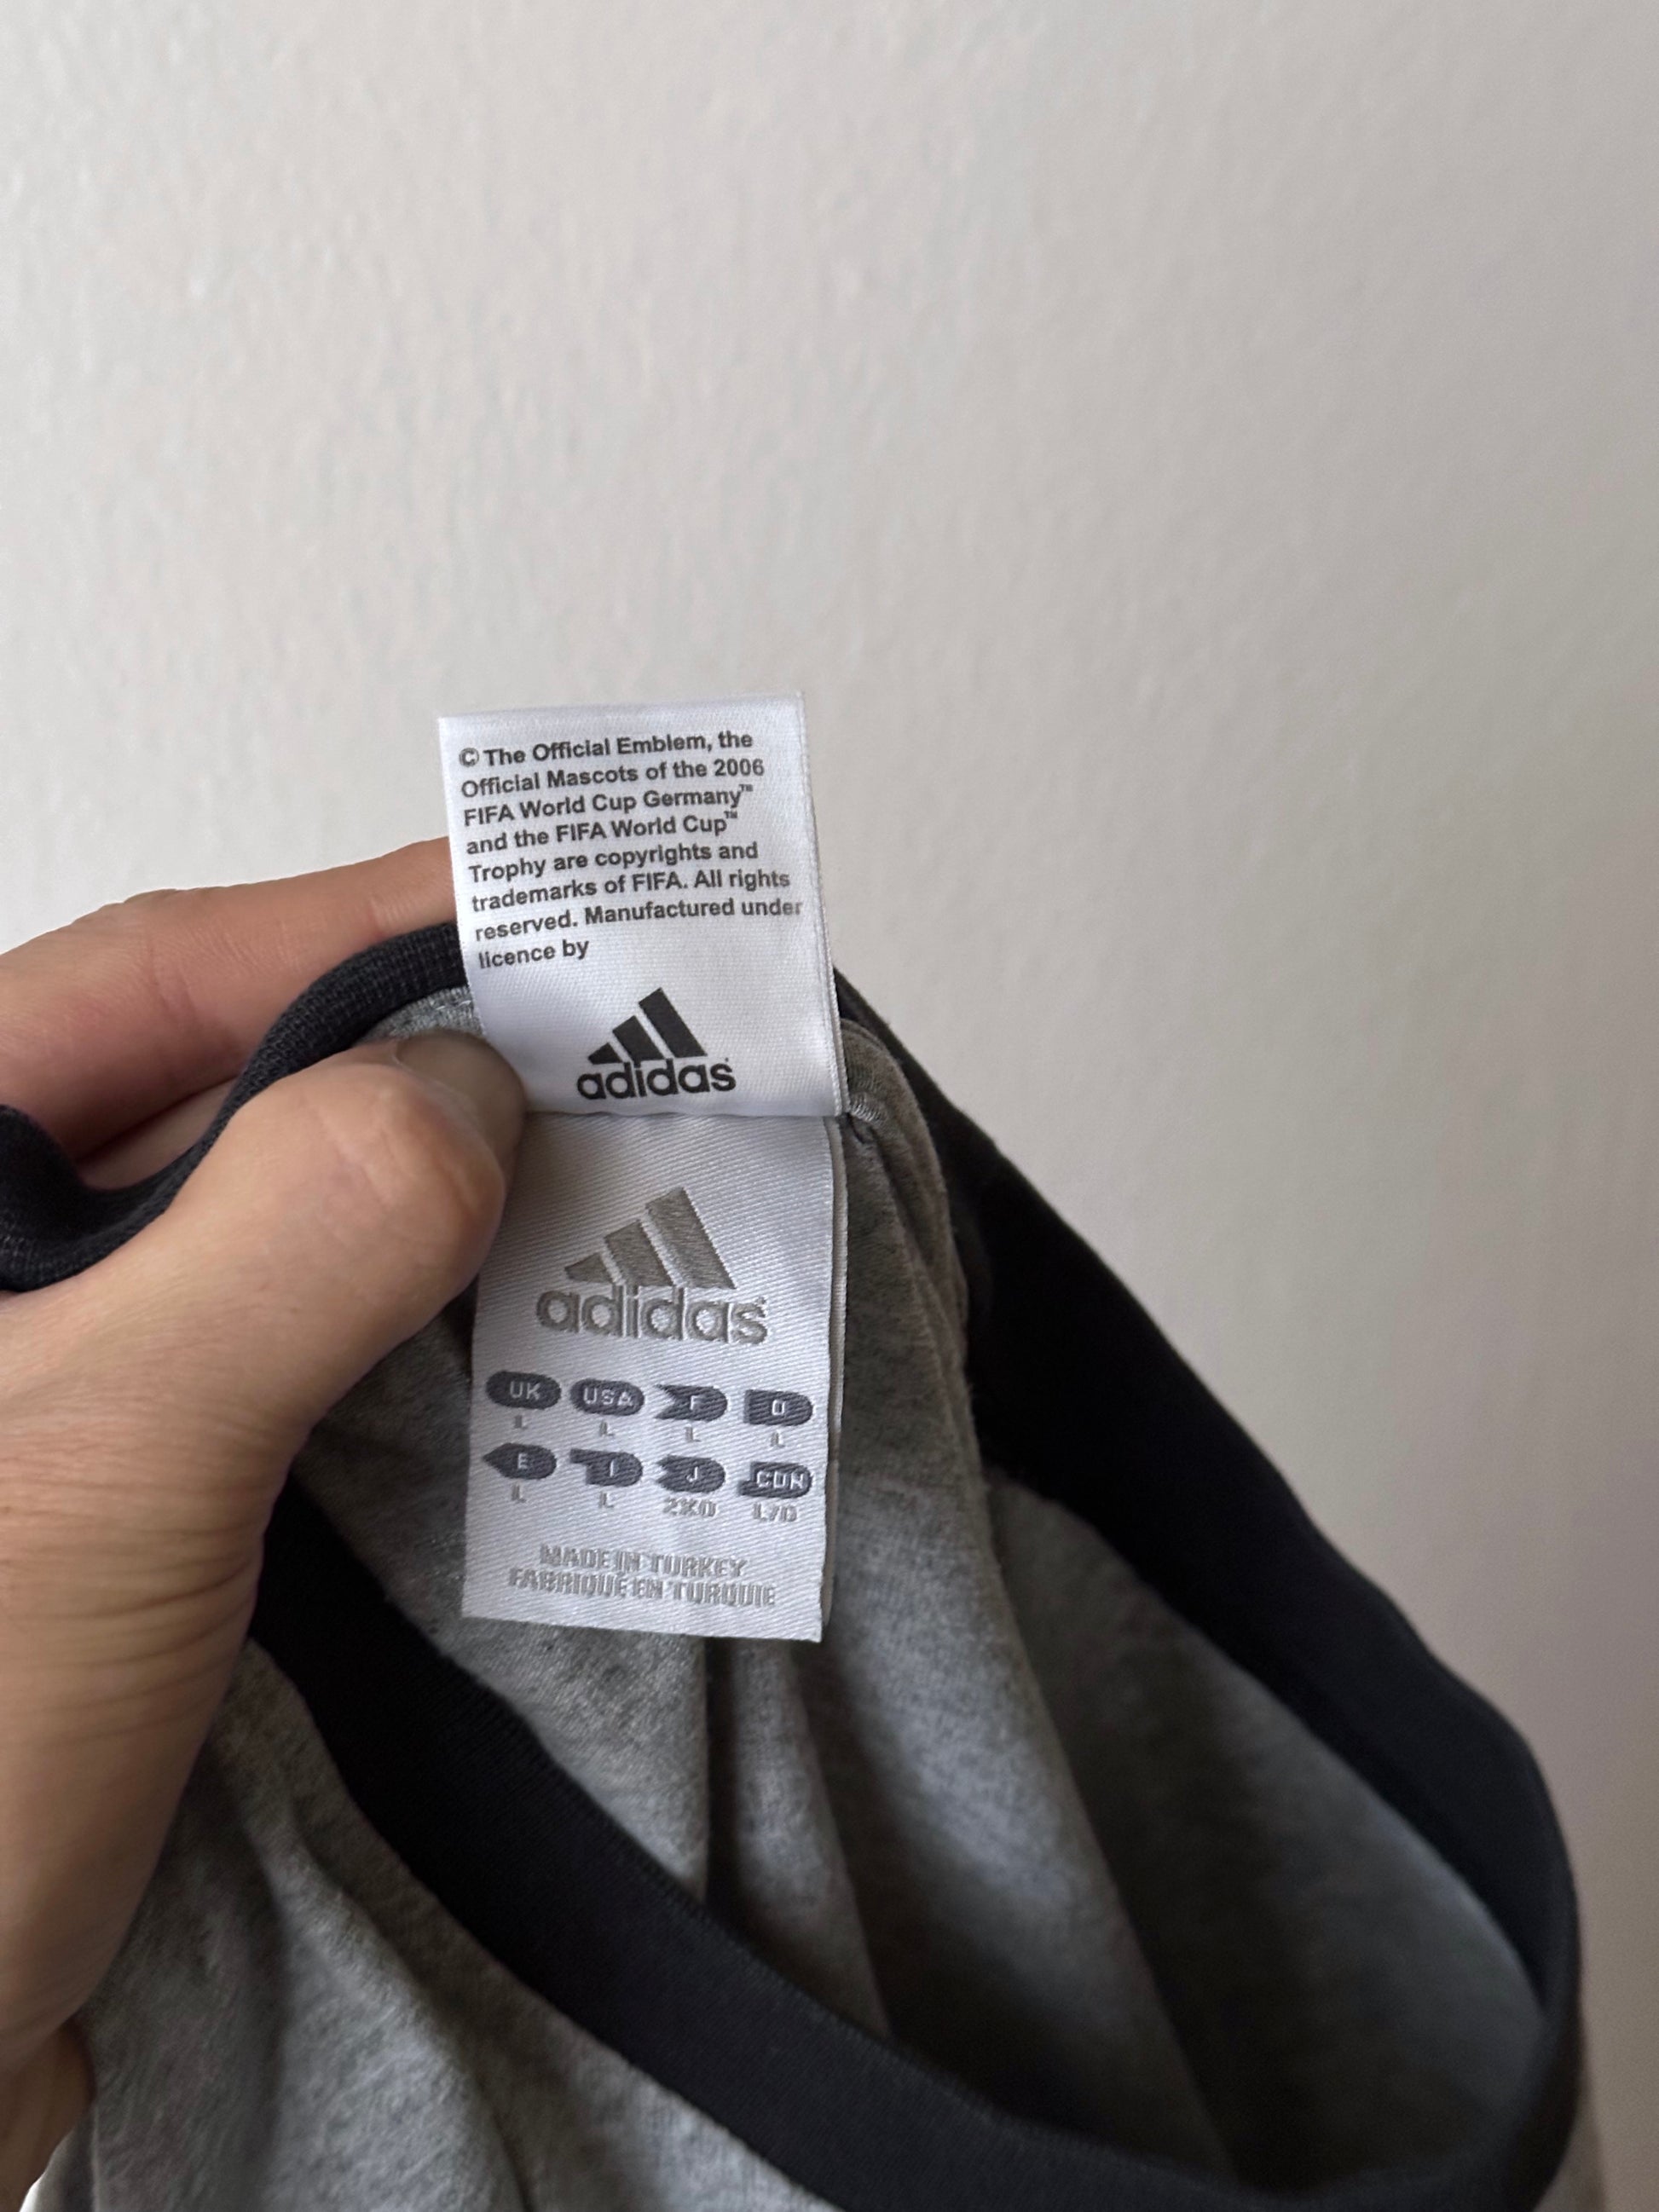 © The Official Emblem, the
Official Mascots of the 2006
FIFA World Cup Germany™
and the FIFA World Cup™
Trophy are copyrights and
trademarks of FIFA. All rights
reserved. Manufactured under
licence by
adidas
adidas
UK USA F D
L L L L
E I J CDN
L L 2XO L/G
MADE IN TURKEY
FABRIQUÉ EN TURQUIE